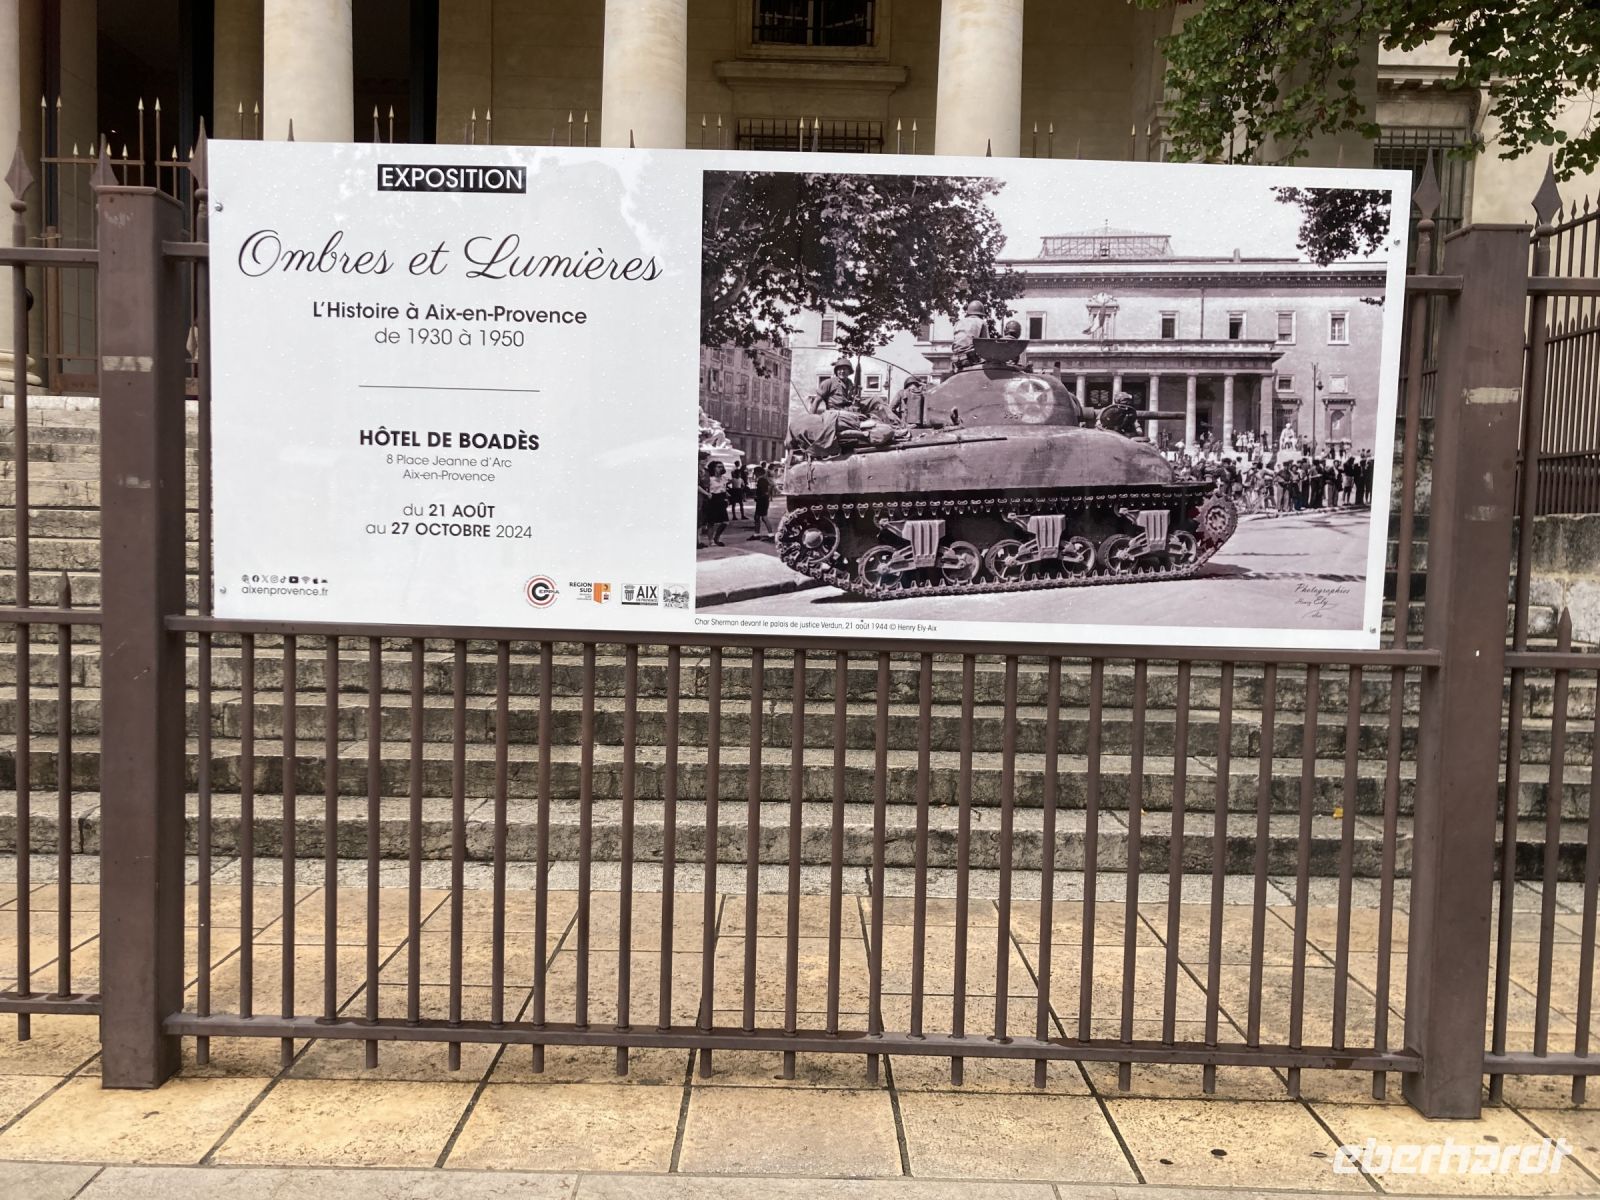 EXPOSITION
Ombres et Lumières
L'Histoire à Aix-en-Provence
de 1930 à 1950
HÔTEL DE BOADÈS
8 Place Jeanne d'Arc
Aix-en-Provence
du 21 AOÛT
au 27 OCTOBRE 2024
aixenprovence.fr
REGION
SUD
AIX
Photographies
Henry Ely
Char Sherman devant le palais de justice Verdun, 21 août 1944 © Henry Ely-Aix
eberhardt